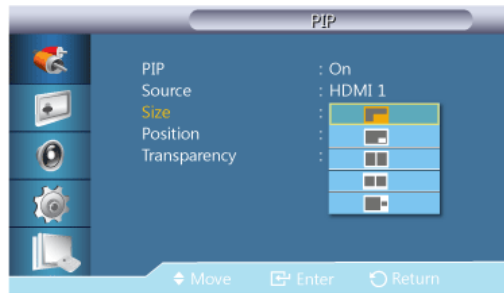 PIP
PIP : On
Source : HDMI 1
Size :
Position :
Transparency :
Move Enter Return